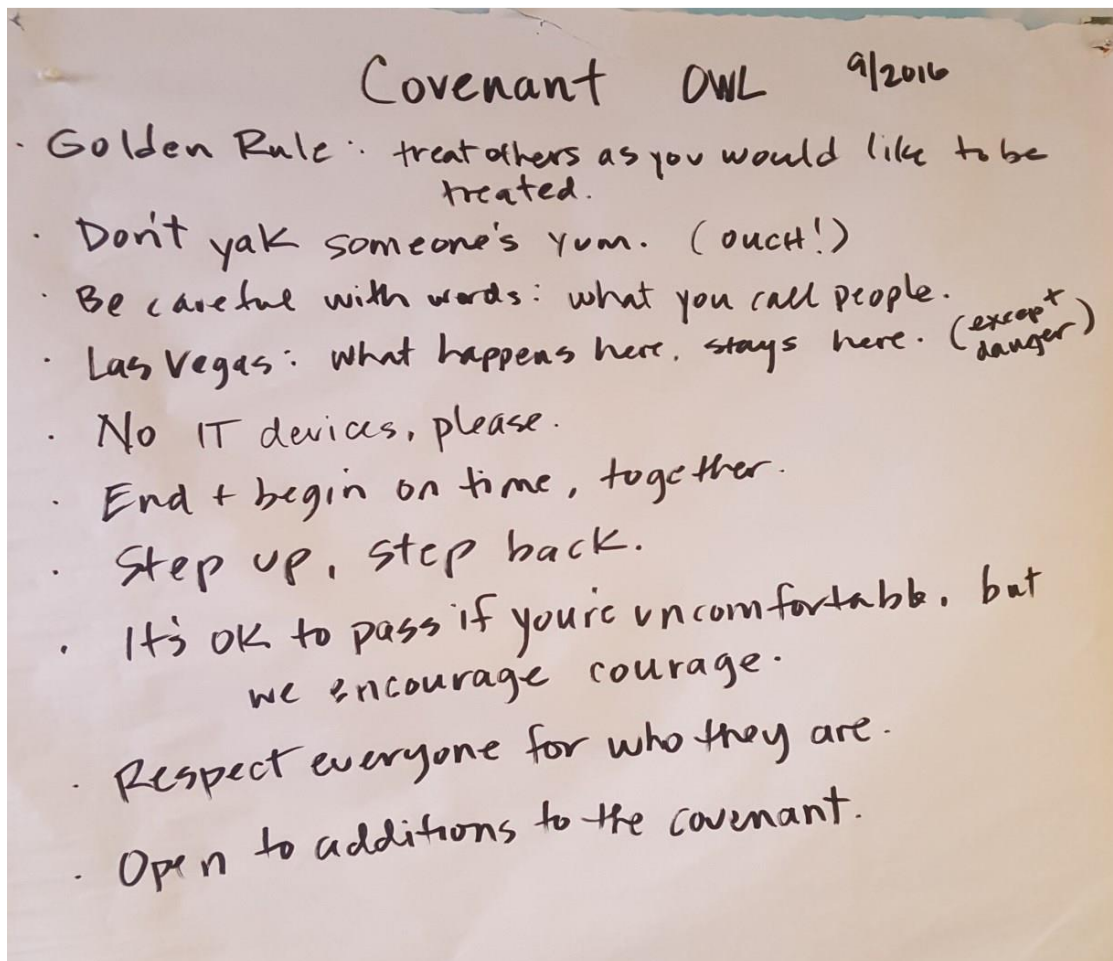 Covenant OWL 9/2016
· Golden Rule: treat others as you would like to be
treated.
· Don't yak someone's yum. (OUCH!)
· Be careful with words: what you call people.
· Las Vegas: what happens here, stays here. (except
danger)
· No IT devices, please.
· End + begin on time, together.
· Step up, step back.
· It's OK to pass if you're uncomfortable, but
we encourage courage.
· Respect everyone for who they are.
· Open to additions to the covenant.